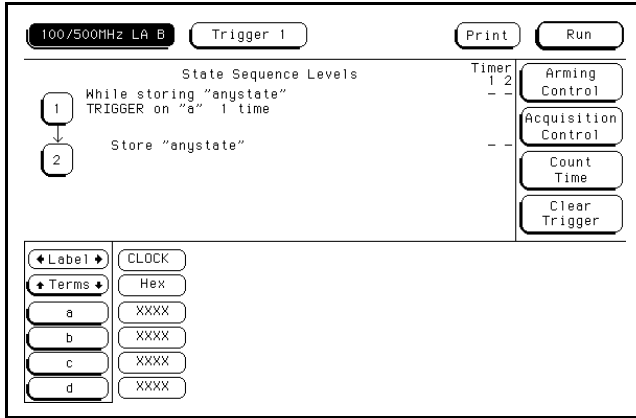 100/500MHz LA B
Trigger 1
Print
Run
State Sequence Levels
Timer
1 2
1
While storing "anystate"
TRIGGER on "a" 1 time
- -
2
Store "anystate"
- -
Arming
Control
Acquisition
Control
Count
Time
Clear
Trigger
Label
CLOCK
Terms
Hex
a
XXXX
b
XXXX
c
XXXX
d
XXXX